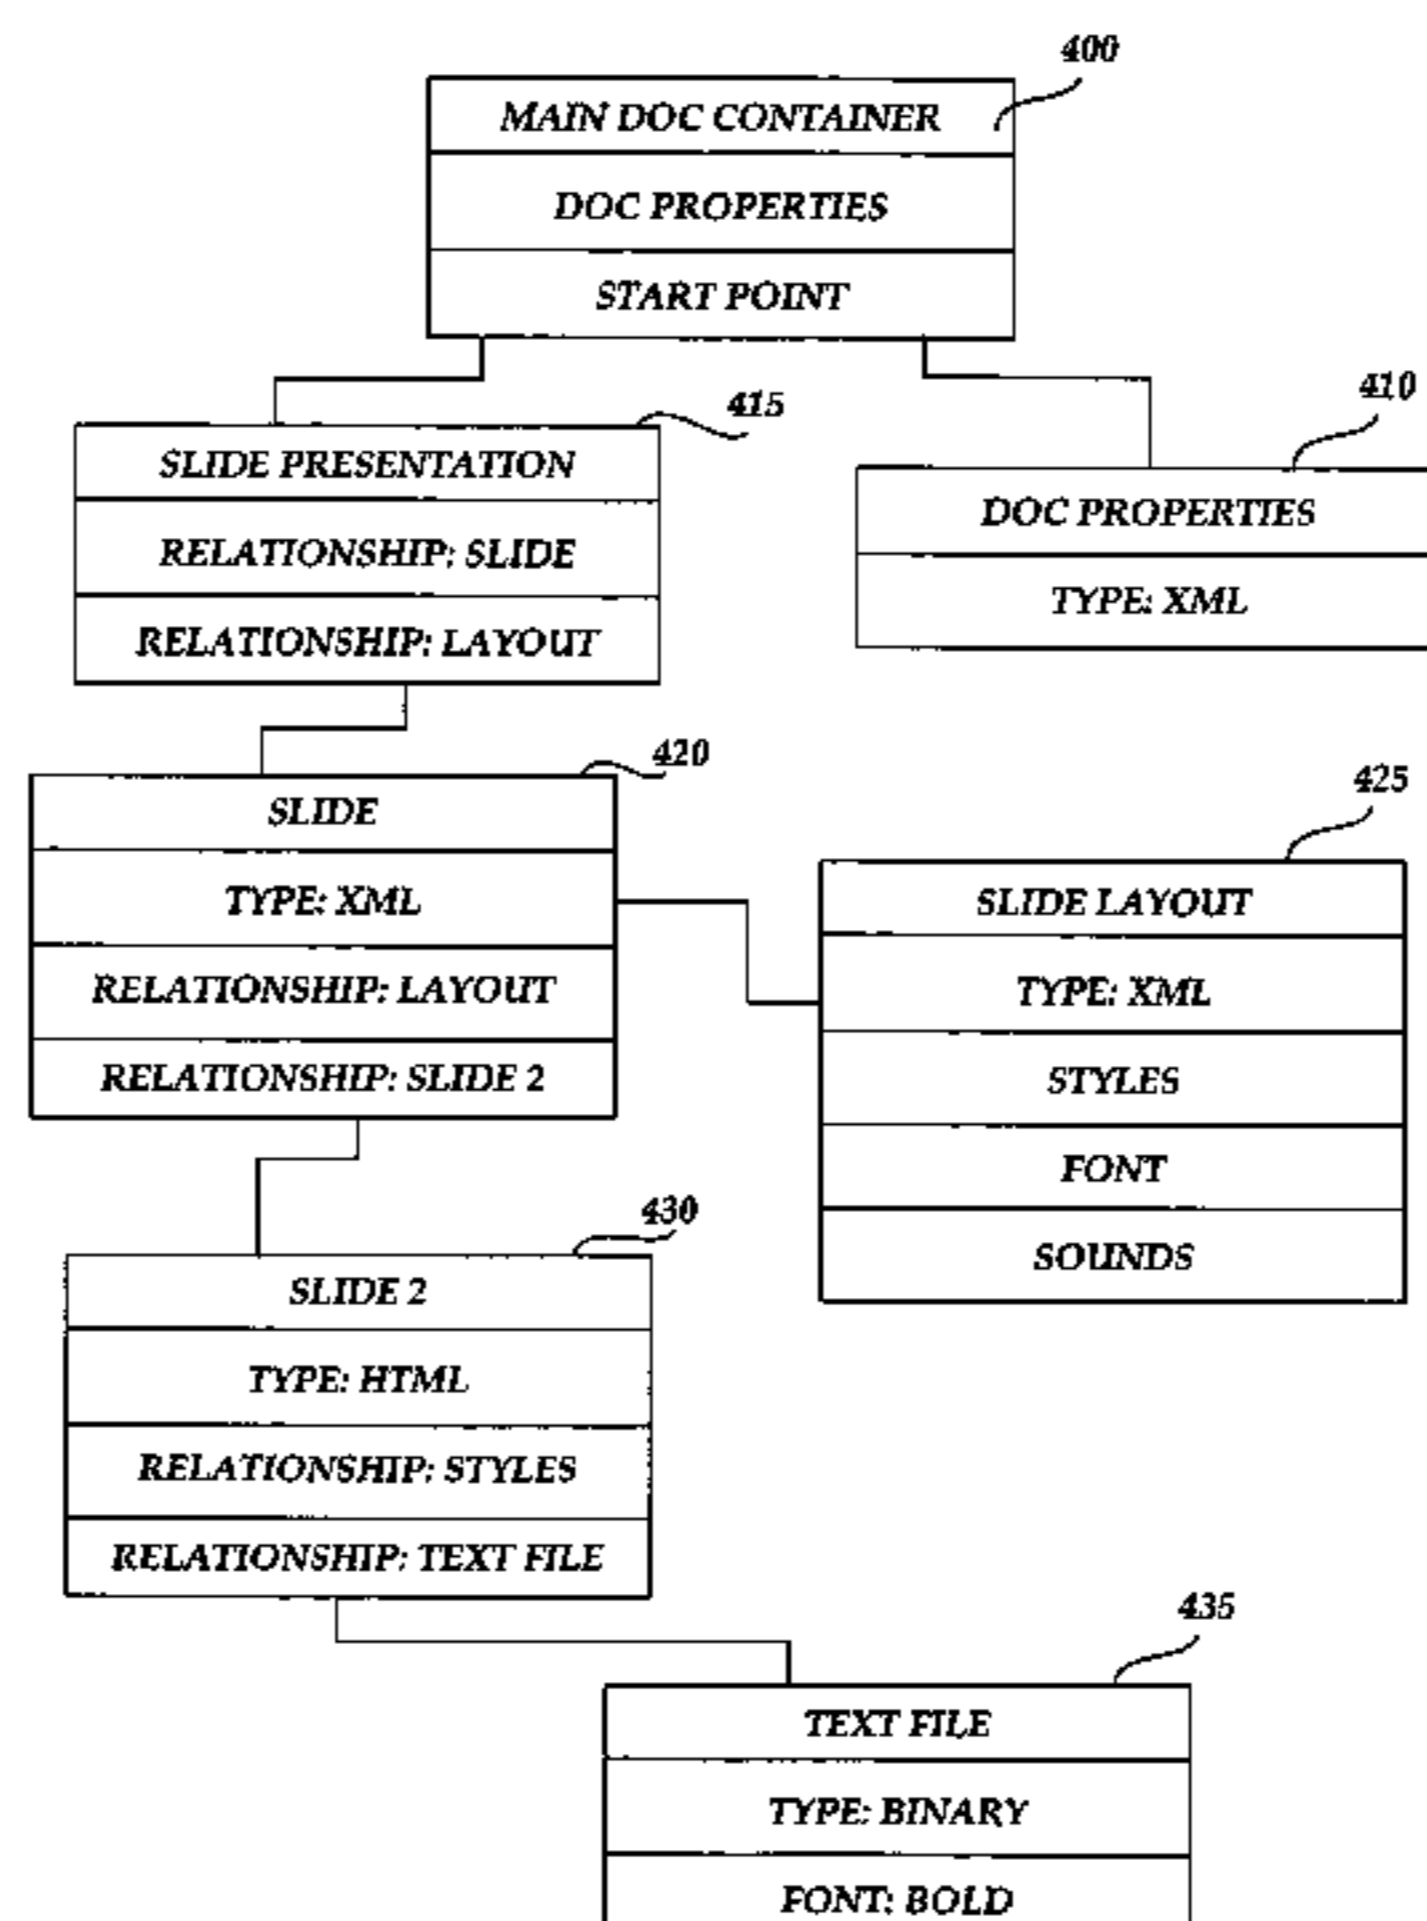 400
MAIN DOC CONTAINER
DOC PROPERTIES
START POINT
415
SLIDE PRESENTATION
RELATIONSHIP: SLIDE
RELATIONSHIP: LAYOUT
410
DOC PROPERTIES
TYPE: XML
420
SLIDE
TYPE: XML
RELATIONSHIP: LAYOUT
RELATIONSHIP: SLIDE 2
425
SLIDE LAYOUT
TYPE: XML
STYLES
FONT
SOUNDS
430
SLIDE 2
TYPE: HTML
RELATIONSHIP: STYLES
RELATIONSHIP: TEXT FILE
435
TEXT FILE
TYPE: BINARY
FONT: BOLD